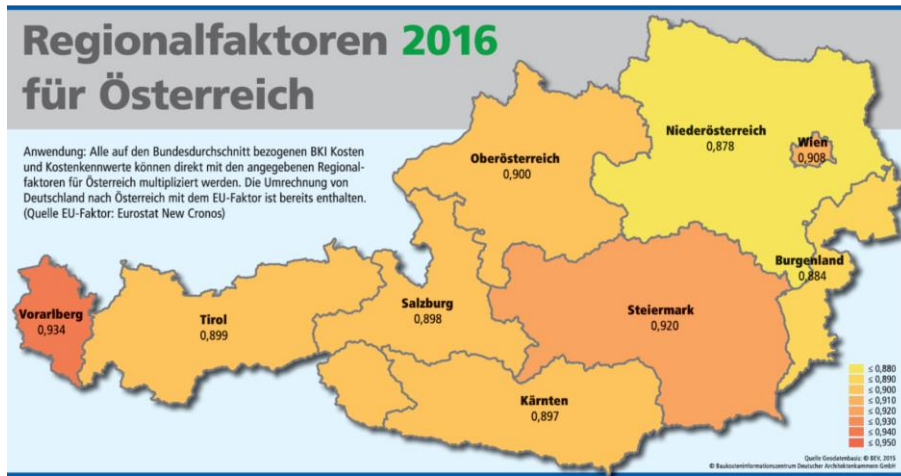 Regionalfaktoren 2016
für Österreich
Anwendung: Alle auf den Bundesdurchschnitt bezogenen BKI Kosten
und Kostenkennwerte können direkt mit den angegebenen Regional-
faktoren für Österreich multipliziert werden. Die Umrechnung von
Deutschland nach Österreich mit dem EU-Faktor ist bereits enthalten.
(Quelle EU-Faktor: Eurostat New Cronos)
Niederösterreich
0,878
Wien
0,908
Oberösterreich
0,900
Burgenland
0,884
Vorarlberg
0,934
Tirol
0,899
Salzburg
0,898
Steiermark
0,920
Kärnten
0,897
≤ 0,880
≤ 0,890
≤ 0,900
≤ 0,910
≤ 0,920
≤ 0,930
≤ 0,940
≤ 0,950
Quelle Geodatenbasis: © BEV, 2015
© Baukosteninformationszentrum Deutscher Architektenkammern GmbH